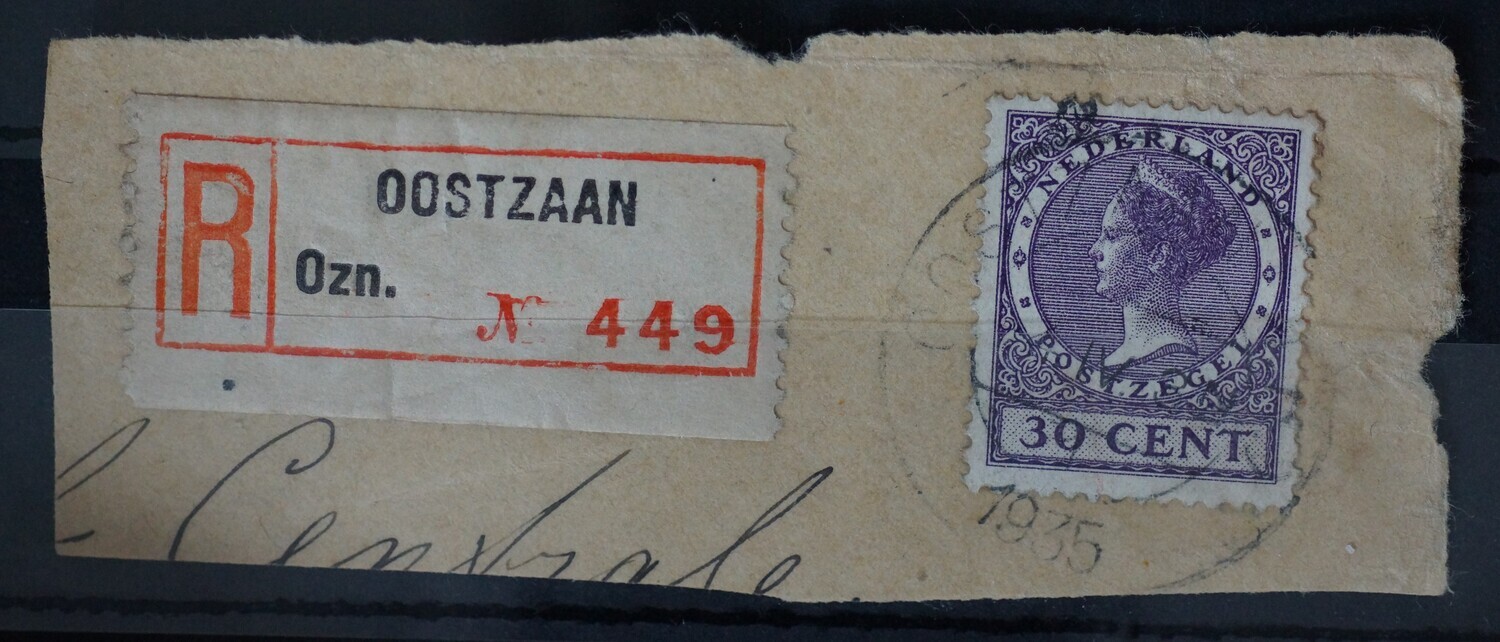 R
OOSTZAAN
Ozn.
№ 449
NEDERLAND
POSTZEGEL
30 CENT
1935
Centrale